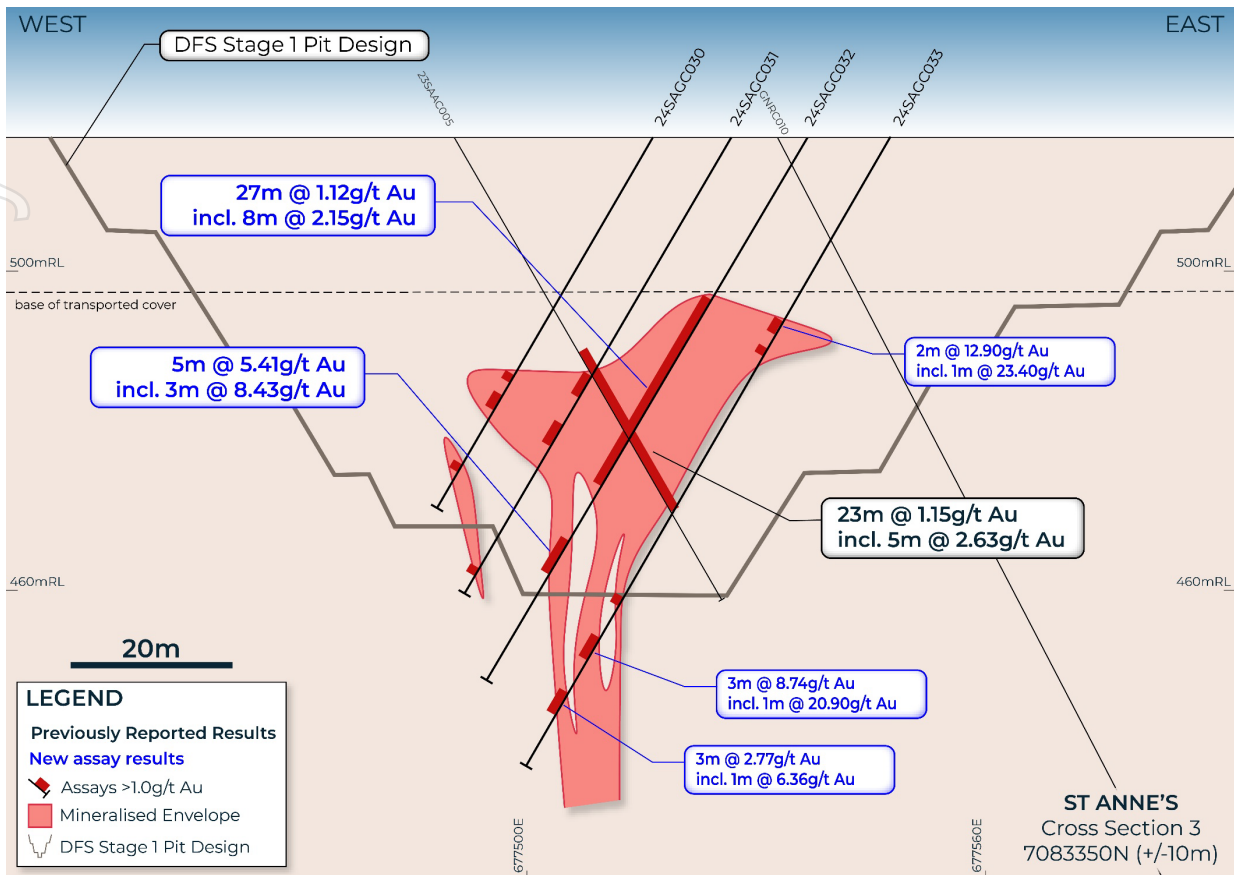 WEST
EAST
DFS Stage 1 Pit Design
23SAAC005
24SAGC030
24SAGC031
GNRC010
24SAGC032
24SAGC033
27m @ 1.12g/t Au
incl. 8m @ 2.15g/t Au
500mRL
500mRL
base of transported cover
5m @ 5.41g/t Au
incl. 3m @ 8.43g/t Au
2m @ 12.90g/t Au
incl. 1m @ 23.40g/t Au
23m @ 1.15g/t Au
incl. 5m @ 2.63g/t Au
460mRL
460mRL
20m
3m @ 8.74g/t Au
incl. 1m @ 20.90g/t Au
3m @ 2.77g/t Au
incl. 1m @ 6.36g/t Au
LEGEND
Previously Reported Results
New assay results
Assays >1.0g/t Au
Mineralised Envelope
DFS Stage 1 Pit Design
677500E
677560E
ST ANNE'S
Cross Section 3
7083350N (+/-10m)